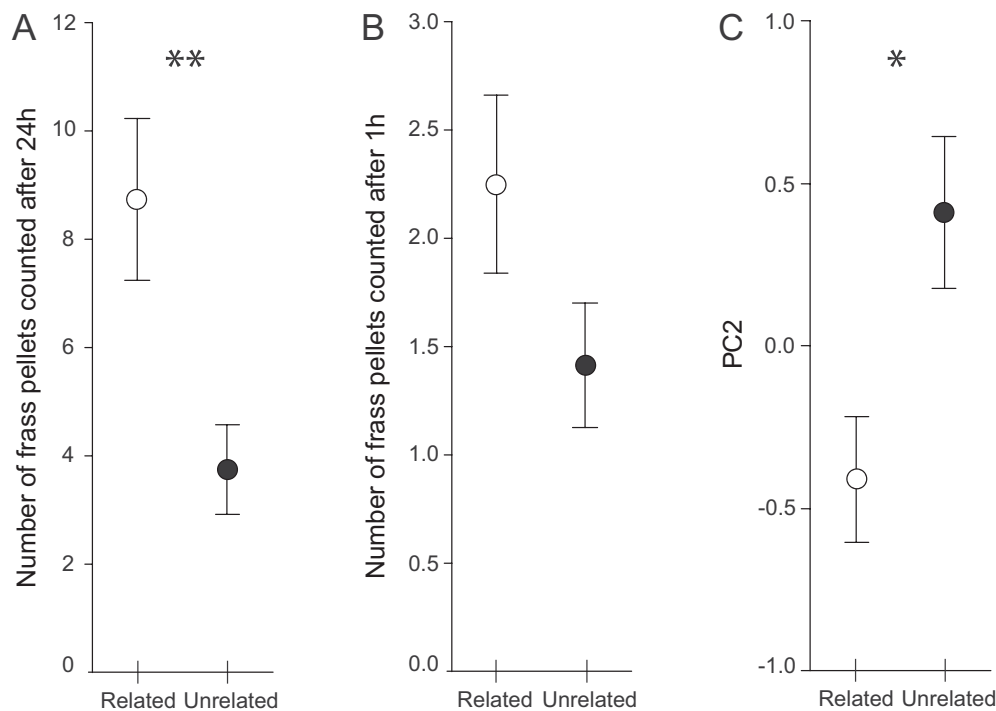 A
Number of frass pellets counted after 24h
12
10
8
6
4
2
0
**
Related Unrelated
B
Number of frass pellets counted after 1h
3.0
2.5
2.0
1.5
1.0
0.5
0.0
Related Unrelated
C
PC2
1.0
0.5
0.0
-0.5
-1.0
*
Related Unrelated